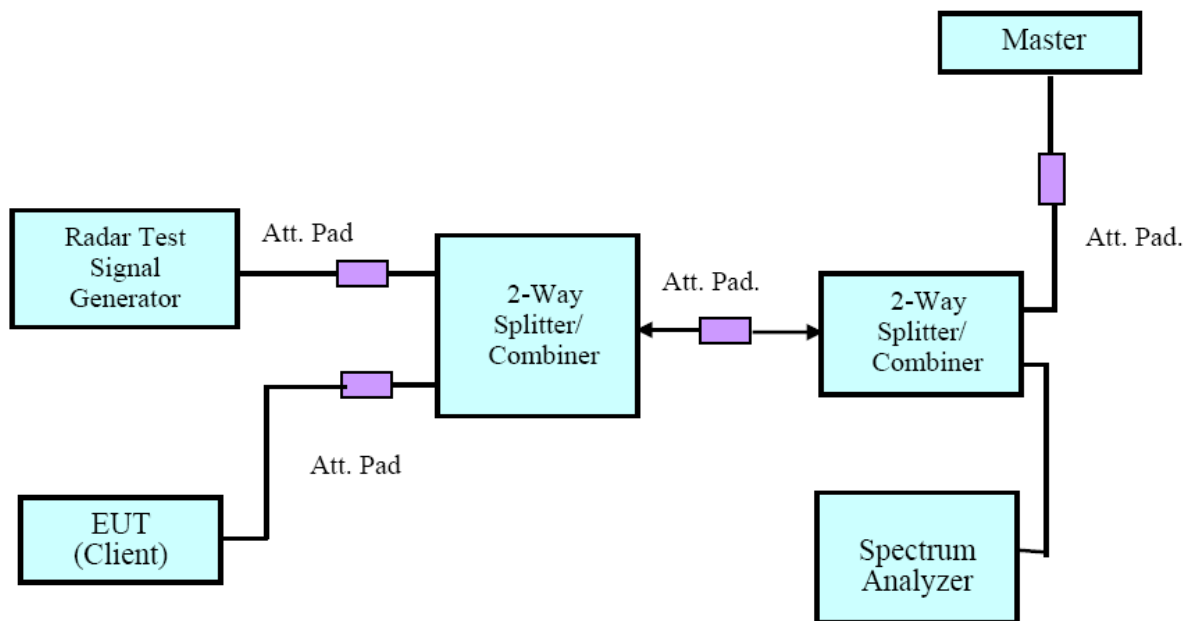 Master
Att. Pad.
Radar Test
Signal
Generator
Att. Pad
2-Way
Splitter/
Combiner
Att. Pad.
2-Way
Splitter/
Combiner
Att. Pad
EUT
(Client)
Spectrum
Analyzer